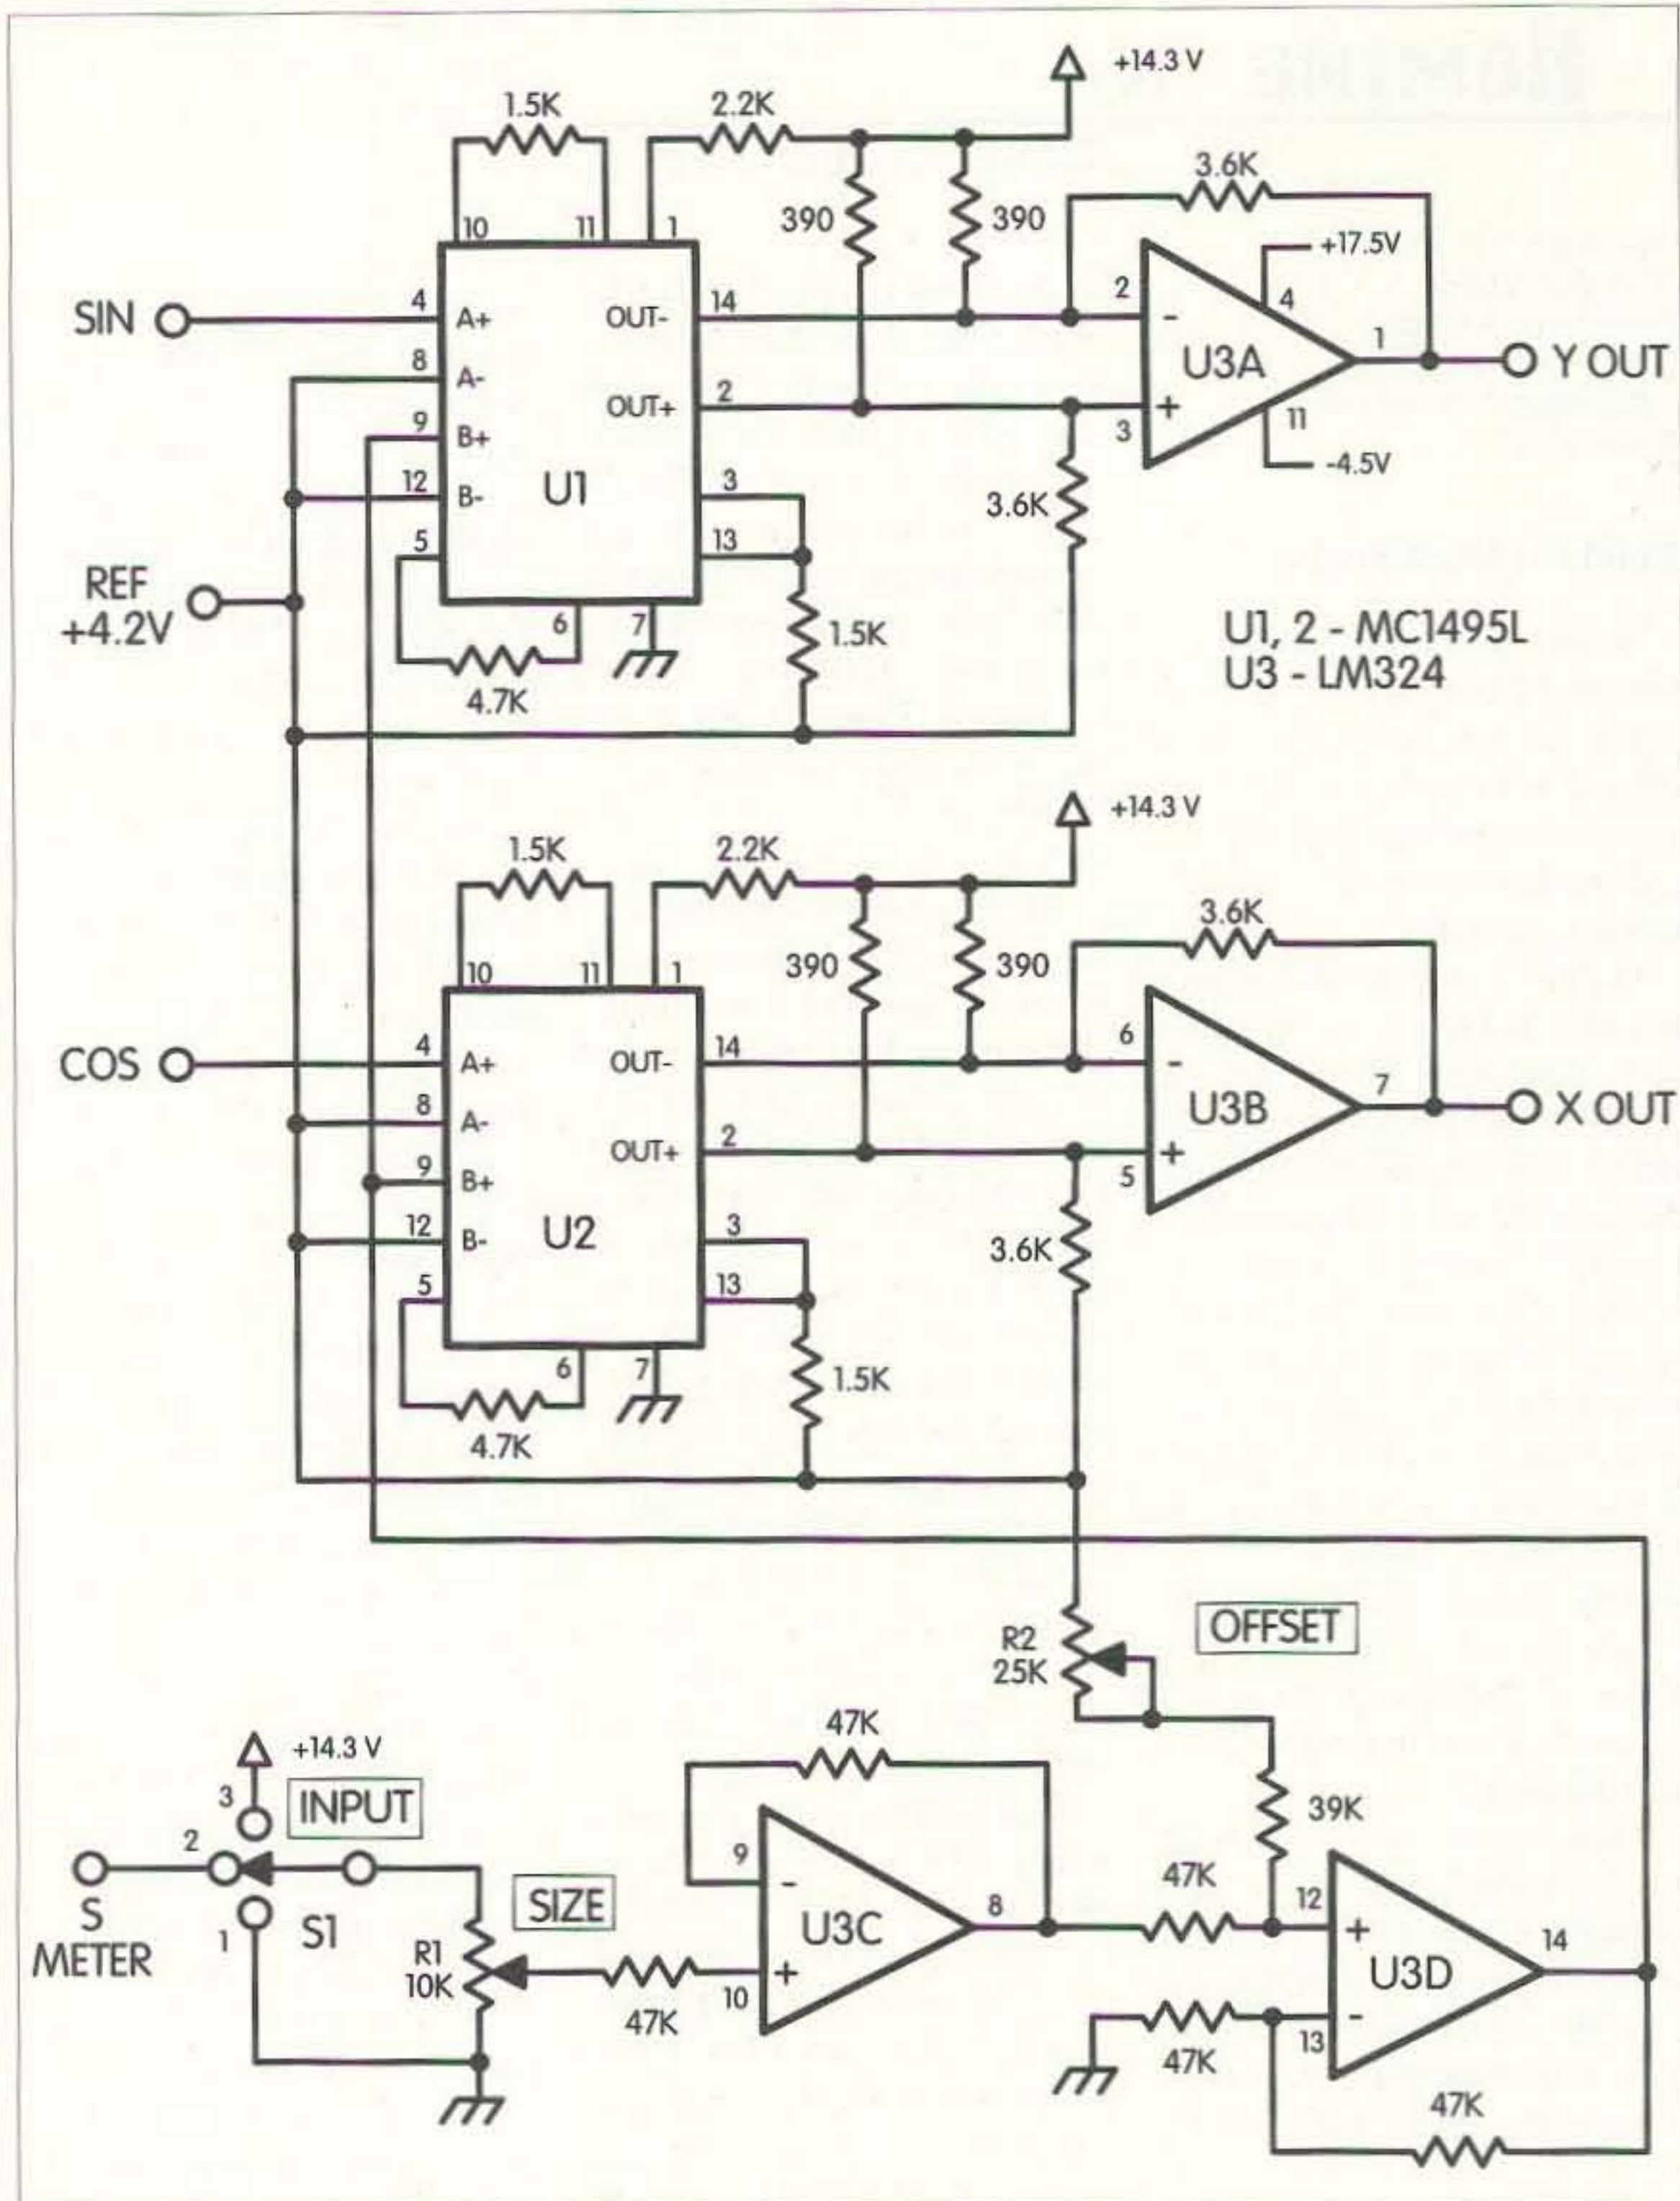 +14.3 V
1.5K
2.2K
3.6K
390
390
+17.5V
10
11
1
SIN
4
A+
OUT-
14
2
-
4
U3A
1
Y OUT
8
A-
9
B+
OUT+
2
3
+
11
-4.5V
12
B-
U1
3
3.6K
5
13
REF
+4.2V
6
7
1.5K
4.7K
U1, 2 - MC1495L
U3 - LM324
+14.3 V
1.5K
2.2K
3.6K
390
390
10
11
1
COS
4
A+
OUT-
14
6
-
U3B
7
X OUT
8
A-
9
B+
OUT+
2
5
+
12
B-
U2
3
3.6K
5
13
6
7
1.5K
4.7K
OFFSET
R2
25K
47K
+14.3 V
3
INPUT
39K
2
9
-
47K
12
+
S
METER
1
S1
SIZE
U3C
8
U3D
14
R1
10K
47K
10
+
47K
13
-
47K